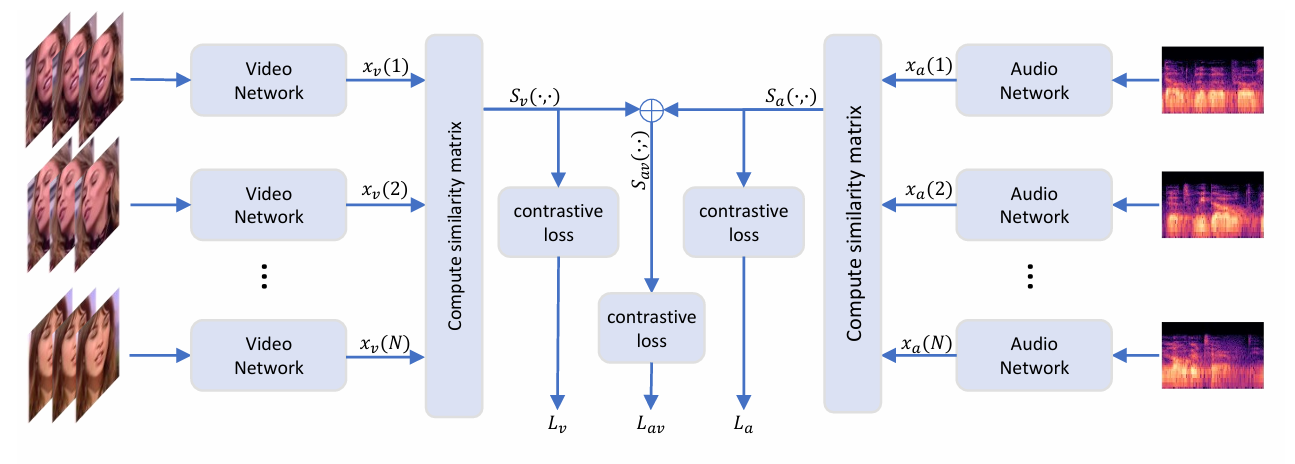 Video
Network
x_v(1)
Video
Network
x_v(2)
⋮
Video
Network
x_v(N)
Compute similarity matrix
S_v(·,·)
contrastive
loss
L_v
S_av(·,·)
contrastive
loss
L_av
S_a(·,·)
contrastive
loss
L_a
Compute similarity matrix
x_a(1)
Audio
Network
x_a(2)
Audio
Network
⋮
x_a(N)
Audio
Network